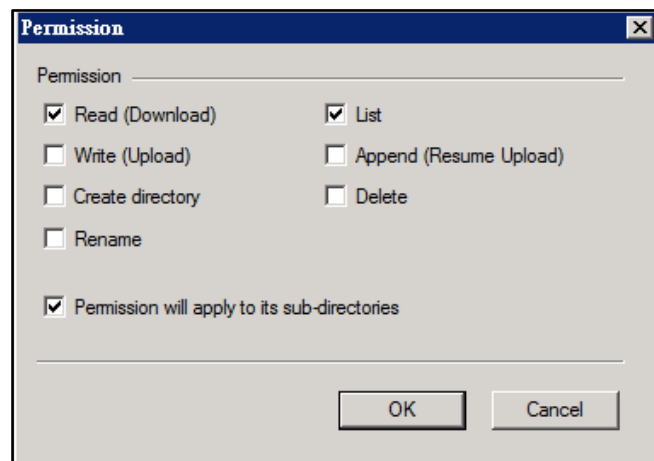 Permission
Permission
Read (Download)
List
Write (Upload)
Append (Resume Upload)
Create directory
Delete
Rename
Permission will apply to its sub-directories
OK
Cancel